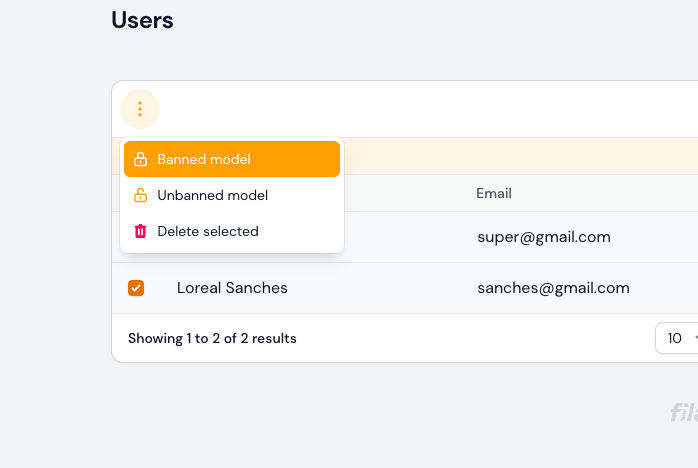 Users
Banned model
Unbanned model
Delete selected
Email
super@gmail.com
Loreal Sanches sanches@gmail.com
Showing 1 to 2 of 2 results 10
fila